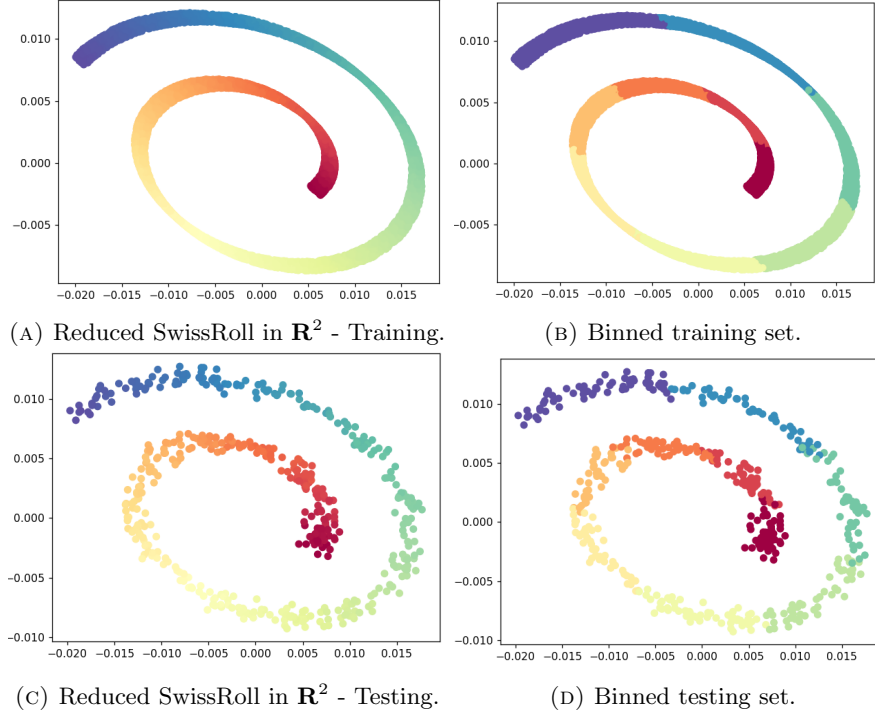 0.010
0.005
0.000
−0.005
−0.020 −0.015 −0.010 −0.005 0.000 0.005 0.010 0.015
(A) Reduced SwissRoll in R² - Training.
0.010
0.005
0.000
−0.005
−0.020 −0.015 −0.010 −0.005 0.000 0.005 0.010 0.015
(B) Binned training set.
0.010
0.005
0.000
−0.005
−0.010
−0.020 −0.015 −0.010 −0.005 0.000 0.005 0.010 0.015
(C) Reduced SwissRoll in R² - Testing.
0.010
0.005
0.000
−0.005
−0.010
−0.020 −0.015 −0.010 −0.005 0.000 0.005 0.010 0.015
(D) Binned testing set.